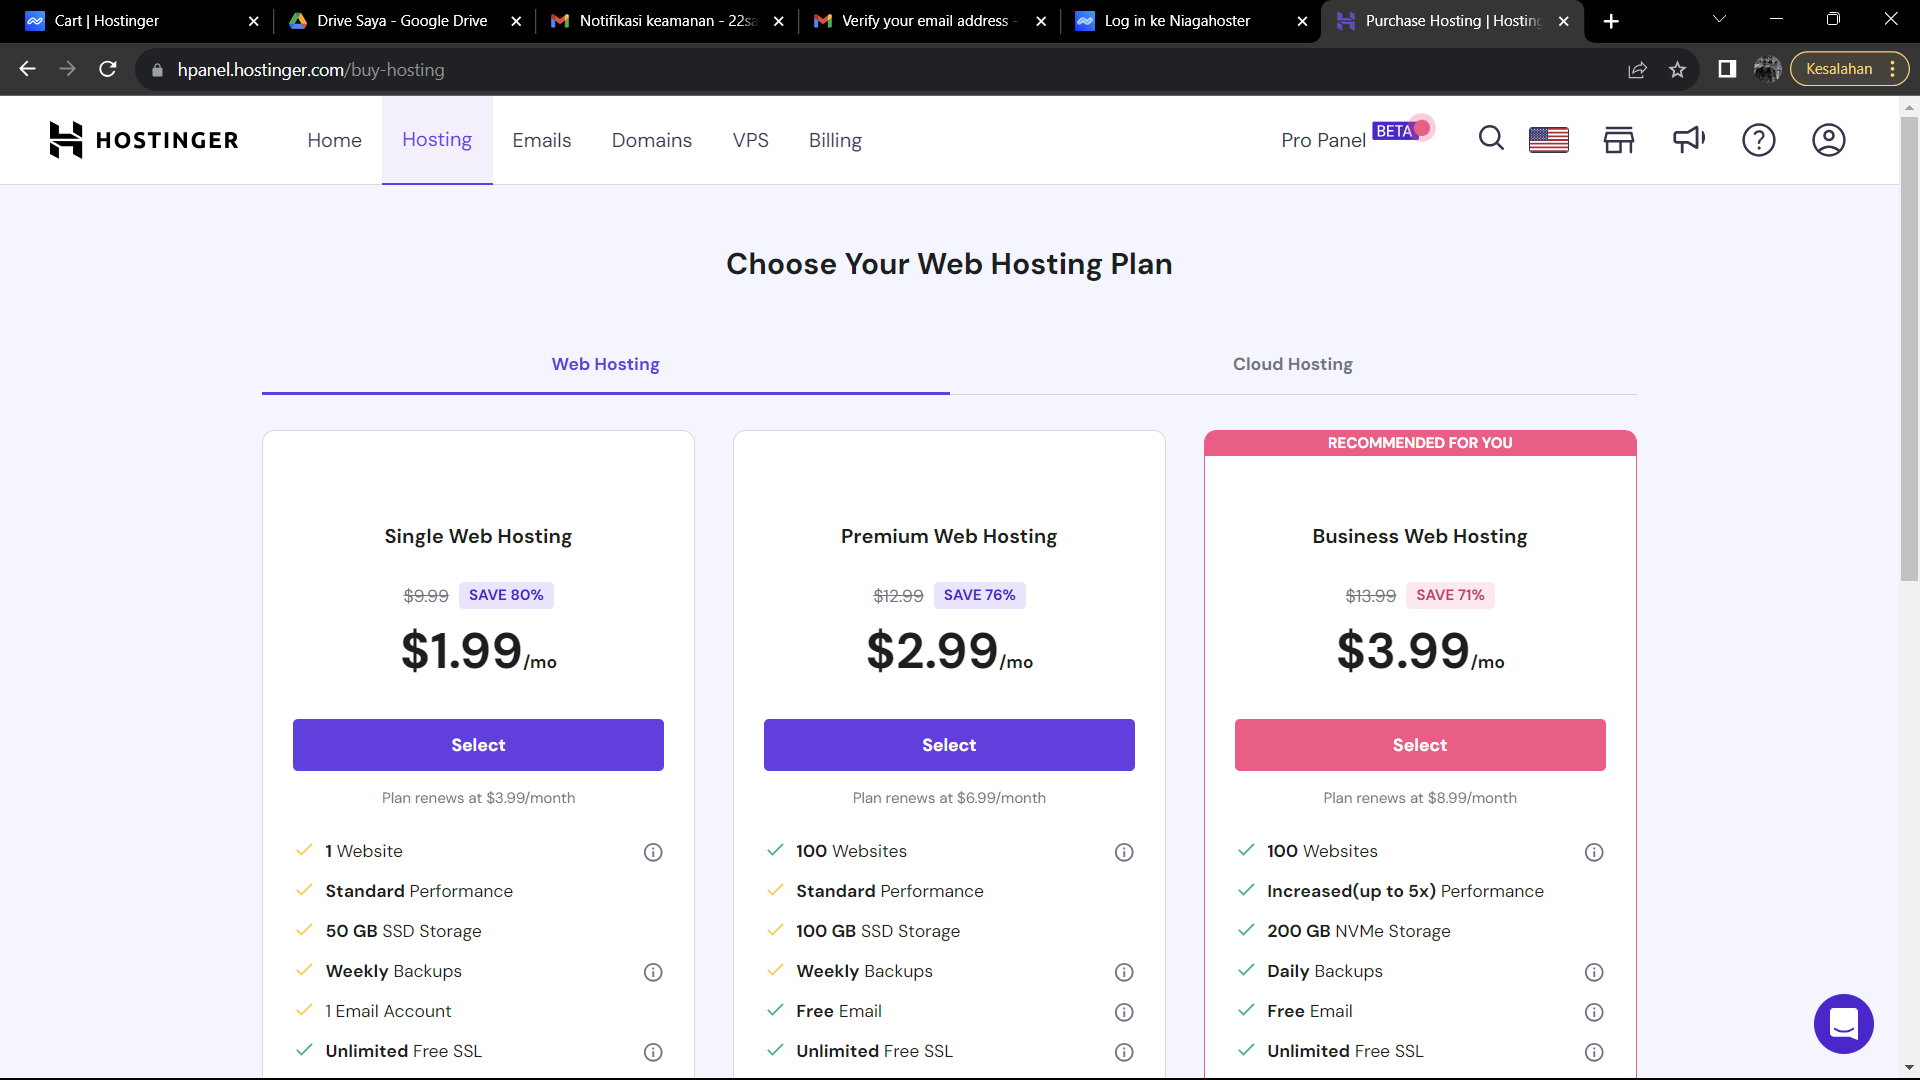 Cart | Hostinger
Drive Saya - Google Drive
Notifikasi keamanan - 22sa
Verify your email address -
Log in ke Niagahoster
Purchase Hosting | Hosting
hpanel.hostinger.com/buy-hosting
Kesalahan
HOSTINGER
Home
Hosting
Emails
Domains
VPS
Billing
Pro Panel
BETA
Choose Your Web Hosting Plan
Web Hosting
Cloud Hosting
Single Web Hosting
$9.99 SAVE 80%
$1.99/mo
Select
Plan renews at $3.99/month
1 Website
Standard Performance
50 GB SSD Storage
Weekly Backups
1 Email Account
Unlimited Free SSL
Premium Web Hosting
$12.99 SAVE 76%
$2.99/mo
Select
Plan renews at $6.99/month
100 Websites
Standard Performance
100 GB SSD Storage
Weekly Backups
Free Email
Unlimited Free SSL
RECOMMENDED FOR YOU
Business Web Hosting
$13.99 SAVE 71%
$3.99/mo
Select
Plan renews at $8.99/month
100 Websites
Increased(up to 5x) Performance
200 GB NVMe Storage
Daily Backups
Free Email
Unlimited Free SSL